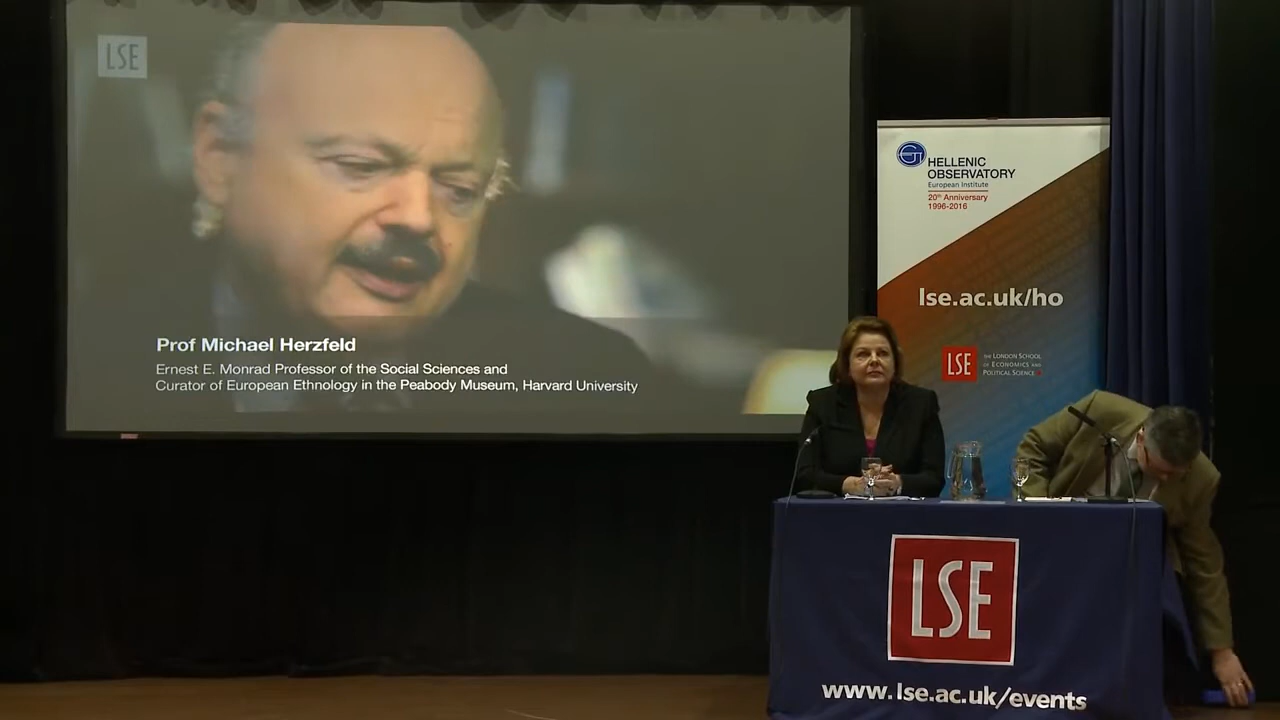 LSE
Prof Michael Herzfeld
Ernest E. Monrad Professor of the Social Sciences and
Curator of European Ethnology in the Peabody Museum, Harvard University
HELLENIC
OBSERVATORY
European Institute
20th Anniversary
1996-2016
lse.ac.uk/ho
LSE
THE LONDON SCHOOL
OF ECONOMICS AND
POLITICAL SCIENCE
LSE
www.lse.ac.uk/events